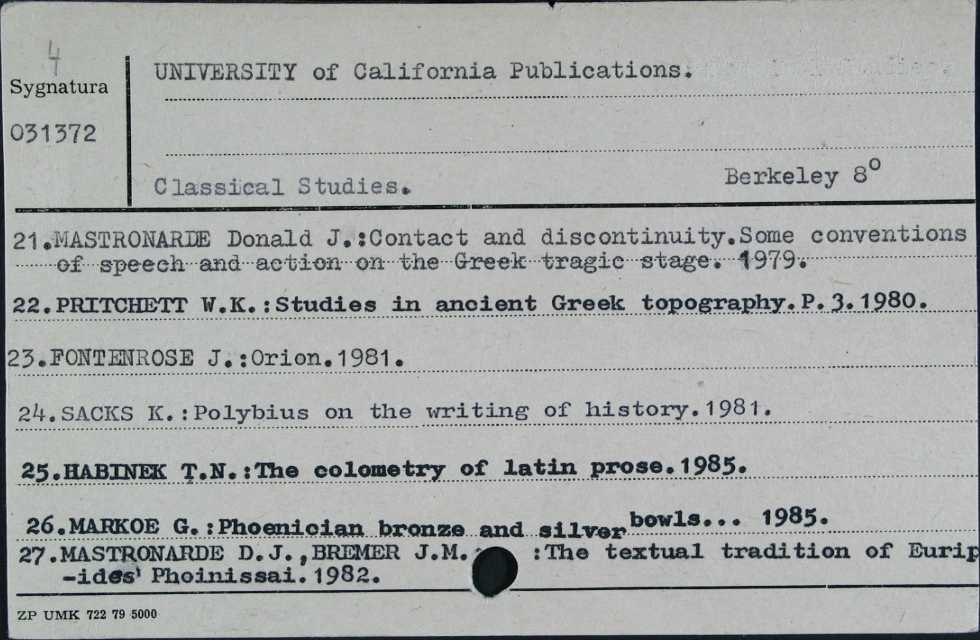 4
Sygnatura
UNIVERSITY of California Publications.
031372
Classical Studies.
Berkeley 8°
21.MASTRONARDE Donald J.:Contact and discontinuity.Some conventions
of speech and action on the Greek tragic stage. 1979.
22.PRITCHETT W.K.:Studies in ancient Greek topography.P.3.1980.
23.FONTENROSE J.:Orion.1981.
24.SACKS K.:Polybius on the writing of history.1981.
25.HABINEK T.N.:The colometry of latin prose.1985.
26.MARKOE G.:Phoenician bronze and silver bowls... 1985.
27.MASTRONARDE D.J.,BREMER J.M. :The textual tradition of Eurip
-ides' Phoinissai.1982.
ZP UMK 722 79 5000